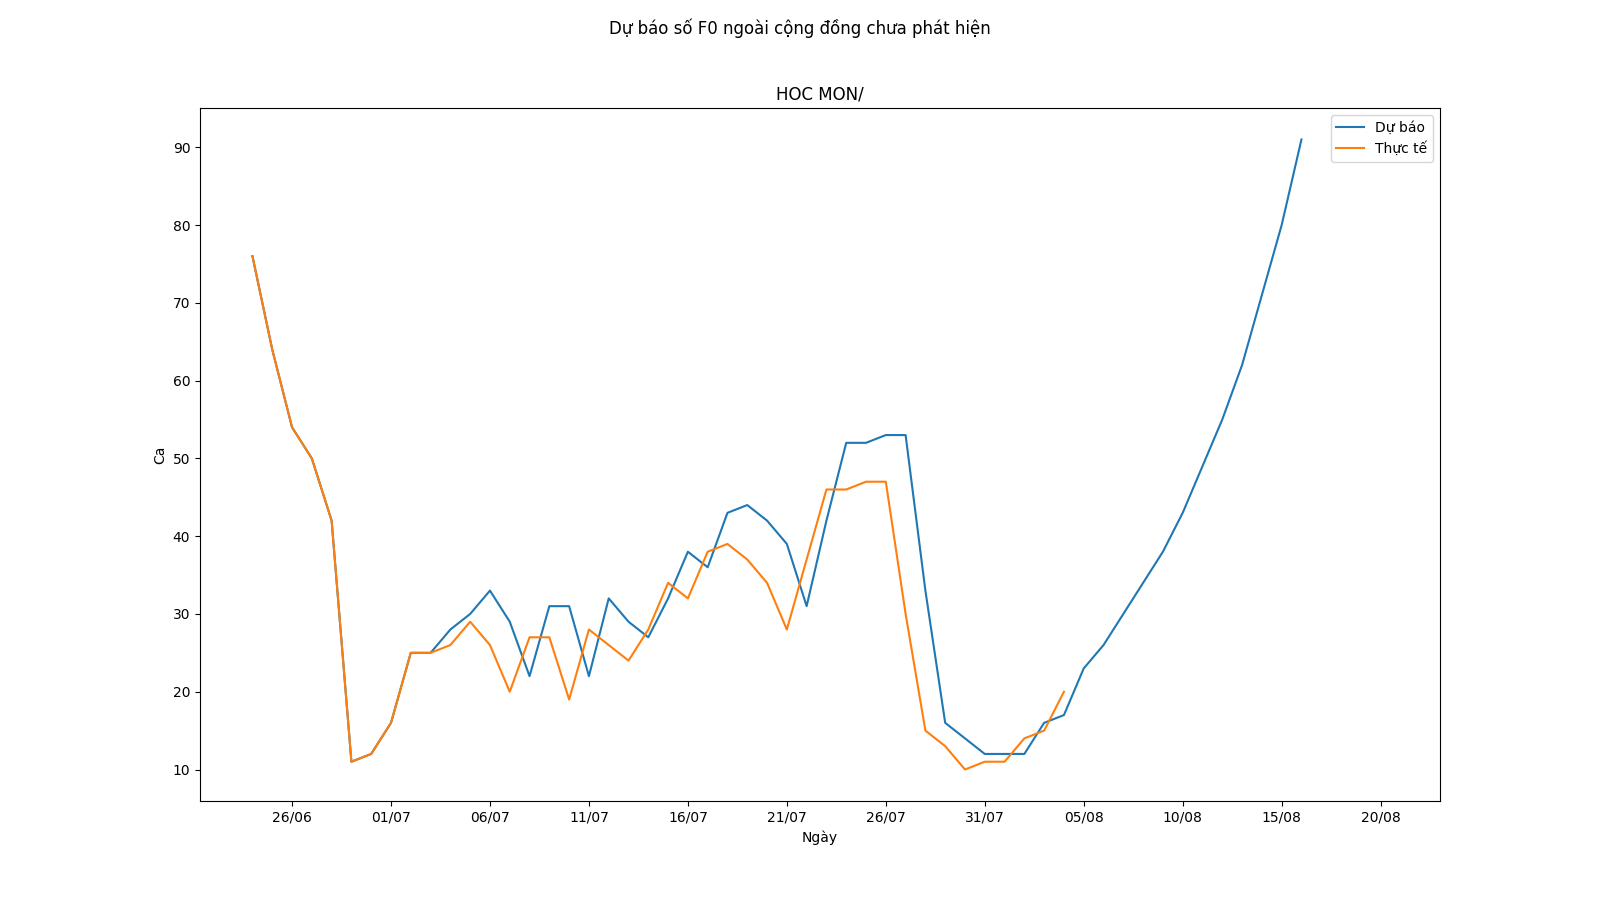 Dự báo số F0 ngoài cộng đồng chưa phát hiện
HOC MON/
Dự báo
Thực tế
90
80
70
60
50
40
30
20
10
Ca
26/06 01/07 06/07 11/07 16/07 21/07 26/07 31/07 05/08 10/08 15/08 20/08
Ngày